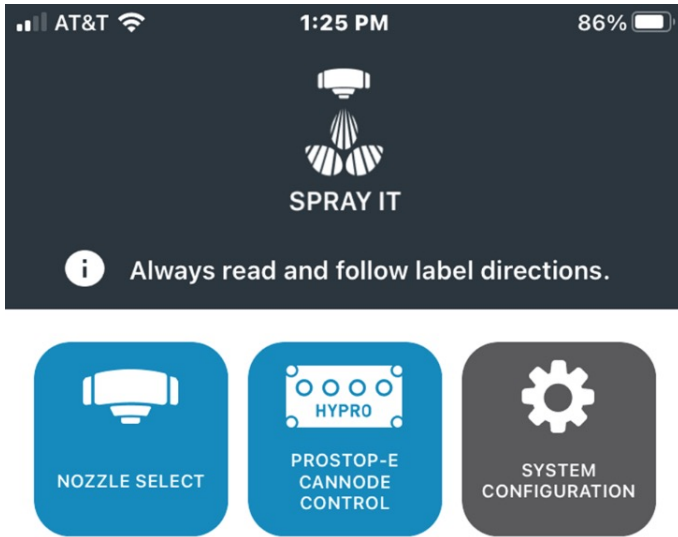 AT&T 1:25 PM 86%
SPRAY IT
i Always read and follow label directions.
NOZZLE SELECT
HYPRO
PROSTOP-E
CANNODE
CONTROL
SYSTEM
CONFIGURATION